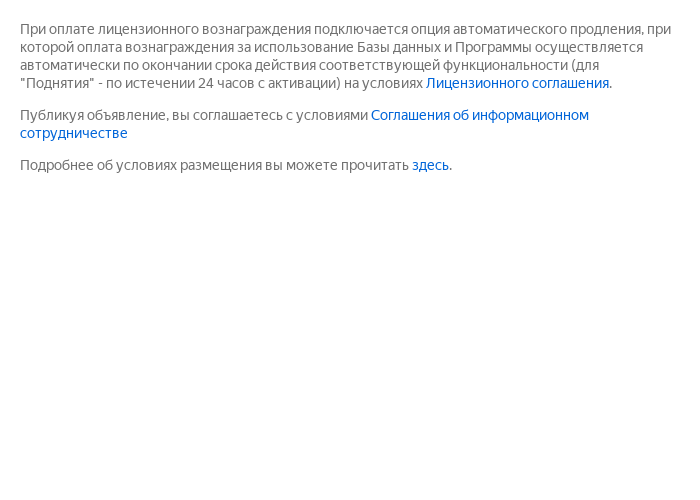 При оплате лицензионного вознаграждения подключается опция автоматического продления, при
которой оплата вознаграждения за использование Базы данных и Программы осуществляется
автоматически по окончании срока действия соответствующей функциональности (для
"Поднятия" - по истечении 24 часов с активации) на условиях Лицензионного соглашения.
Публикуя объявление, вы соглашаетесь с условиями Соглашения об информационном
сотрудничестве
Подробнее об условиях размещения вы можете прочитать здесь.